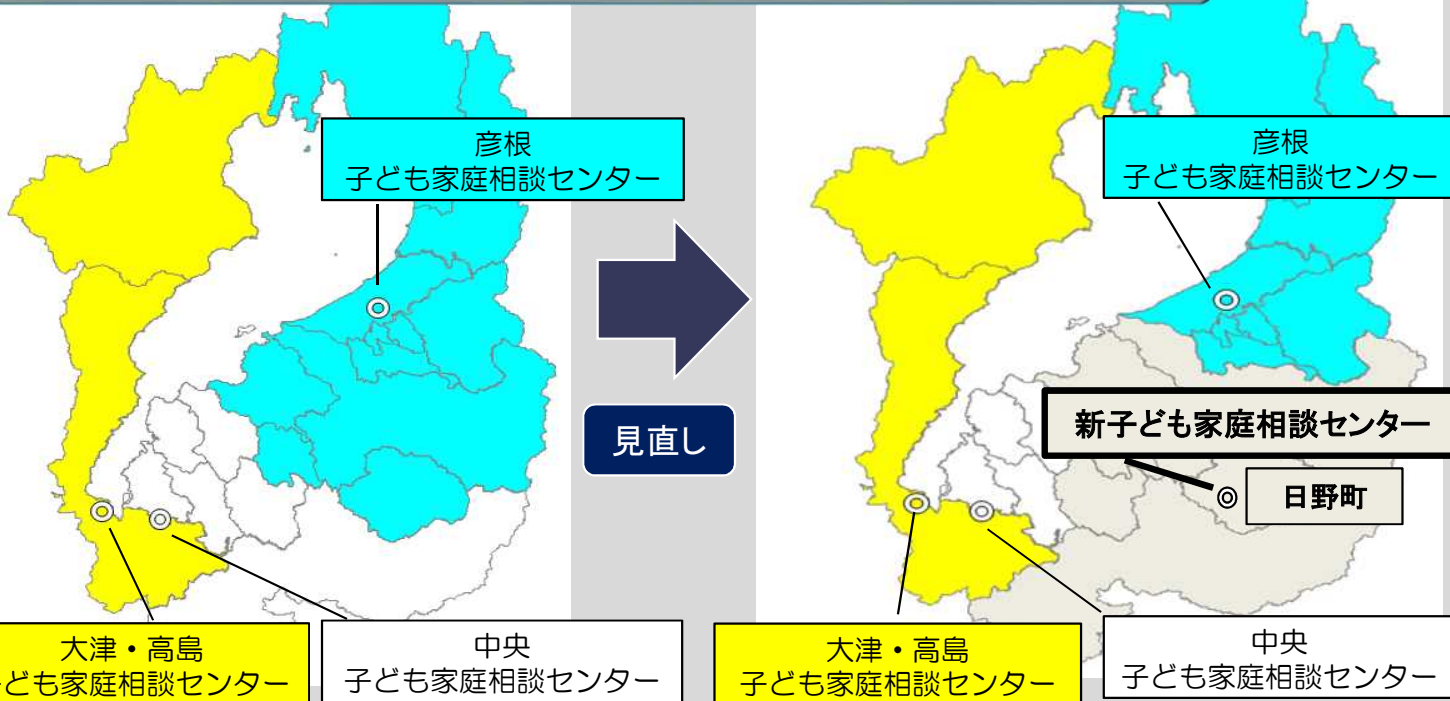 彦根
子ども家庭相談センター
大津・高島
ども家庭相談センター
中央
子ども家庭相談センター
見直し
彦根
子ども家庭相談センター
新子ども家庭相談センター
日野町
大津・高島
子ども家庭相談センター
中央
子ども家庭相談センター